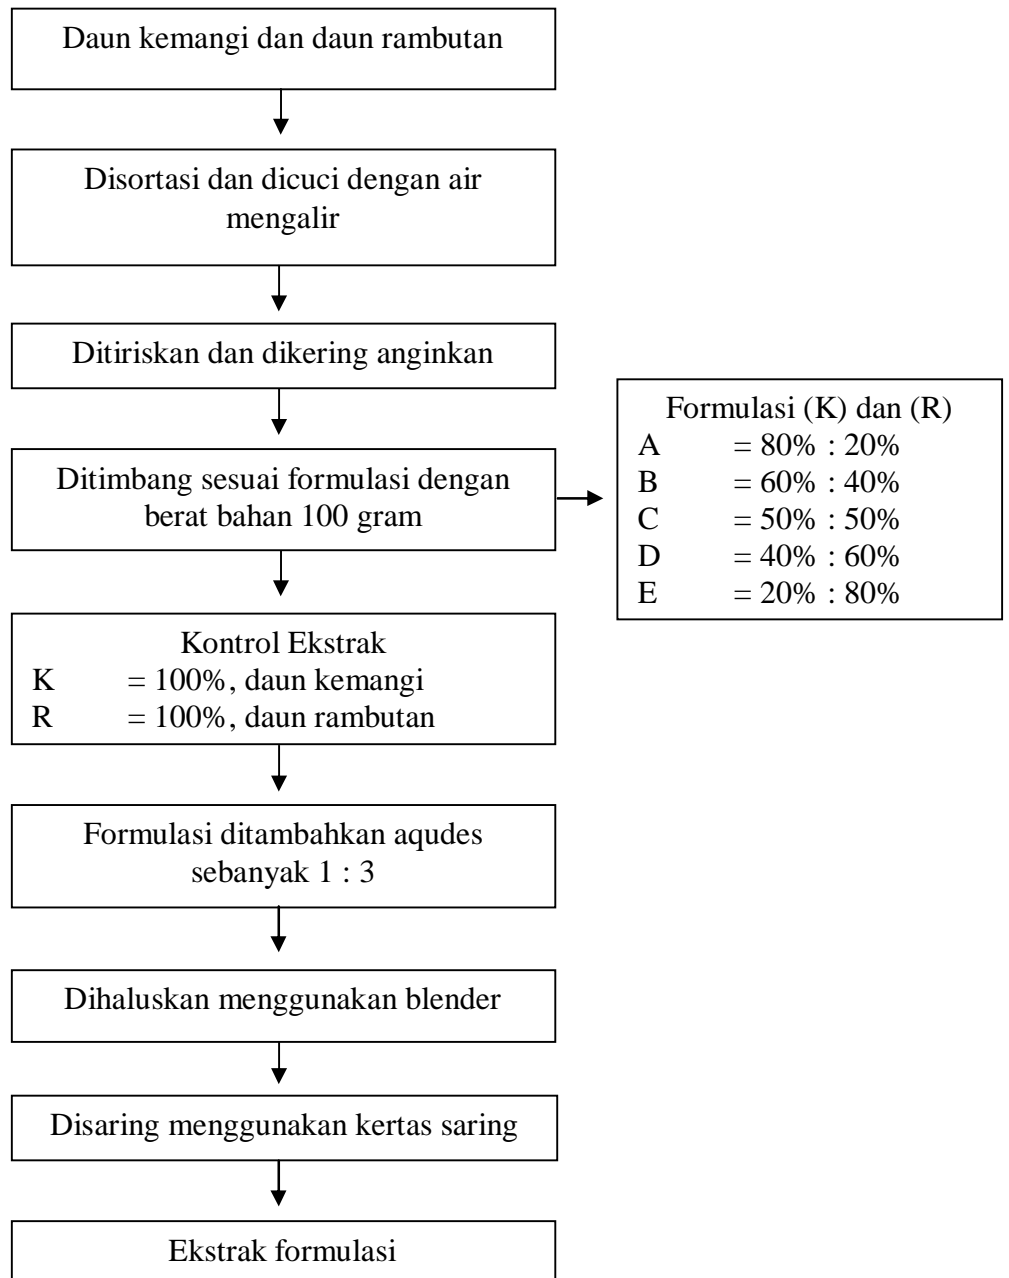 Daun kemangi dan daun rambutan
Disortasi dan dicuci dengan air
mengalir
Ditiriskan dan dikering anginkan
Ditimbang sesuai formulasi dengan
berat bahan 100 gram
Formulasi (K) dan (R)
A = 80% : 20%
B = 60% : 40%
C = 50% : 50%
D = 40% : 60%
E = 20% : 80%
Kontrol Ekstrak
K = 100%, daun kemangi
R = 100%, daun rambutan
Formulasi ditambahkan aqudes
sebanyak 1 : 3
Dihaluskan menggunakan blender
Disaring menggunakan kertas saring
Ekstrak formulasi